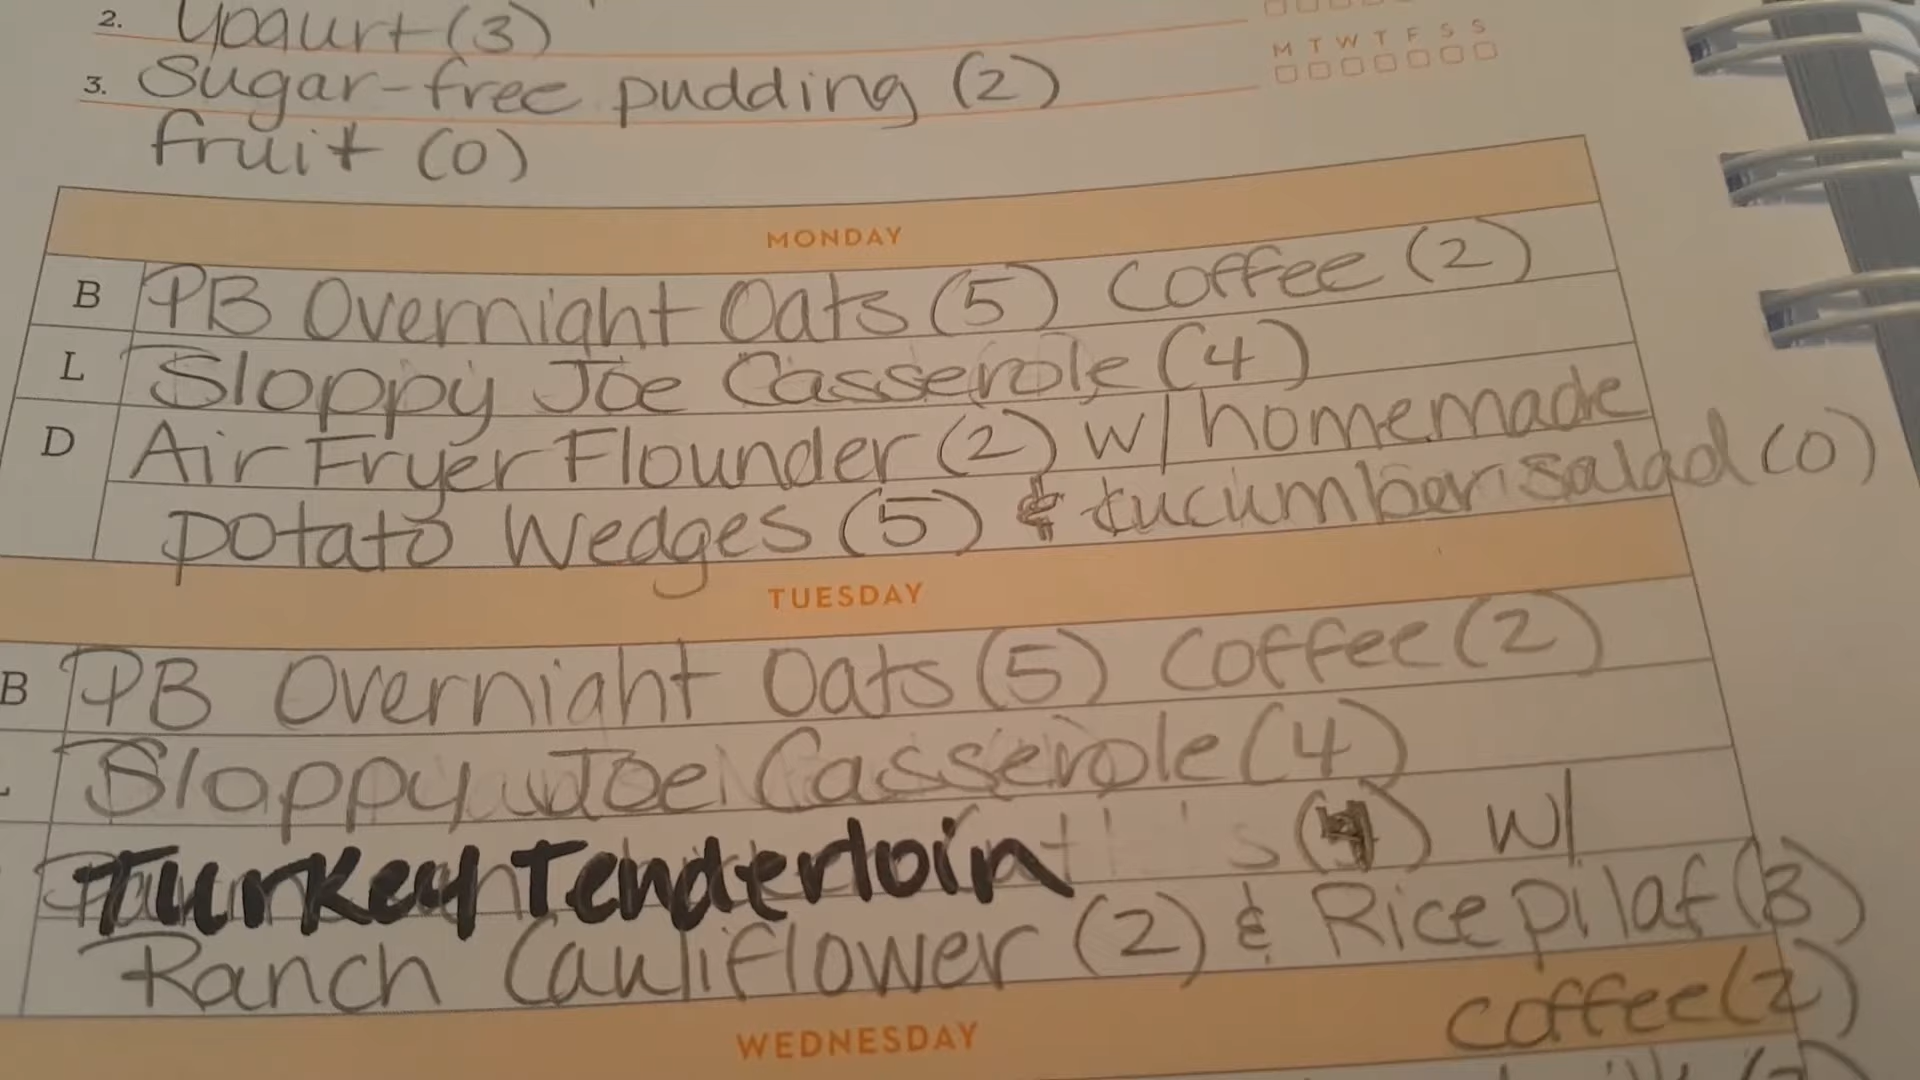 2. Yogurt (3)
3. Sugar-free pudding (2)
M T W T F S S
fruit (0)
MONDAY
B PB Overnight Oats (5) Coffee (2)
L Sloppy Joe Casserole (4)
D Air Fryer Flounder (2) w/ homemade
potato Wedges (5) & cucumber salad (0)
TUESDAY
B PB Overnight Oats (5) Coffee (2)
Sloppy Joe Casserole (4)
Turkey Tenderloin (4) w/
Ranch Cauliflower (2) & Rice pilaf (3)
coffee (2)
WEDNESDAY